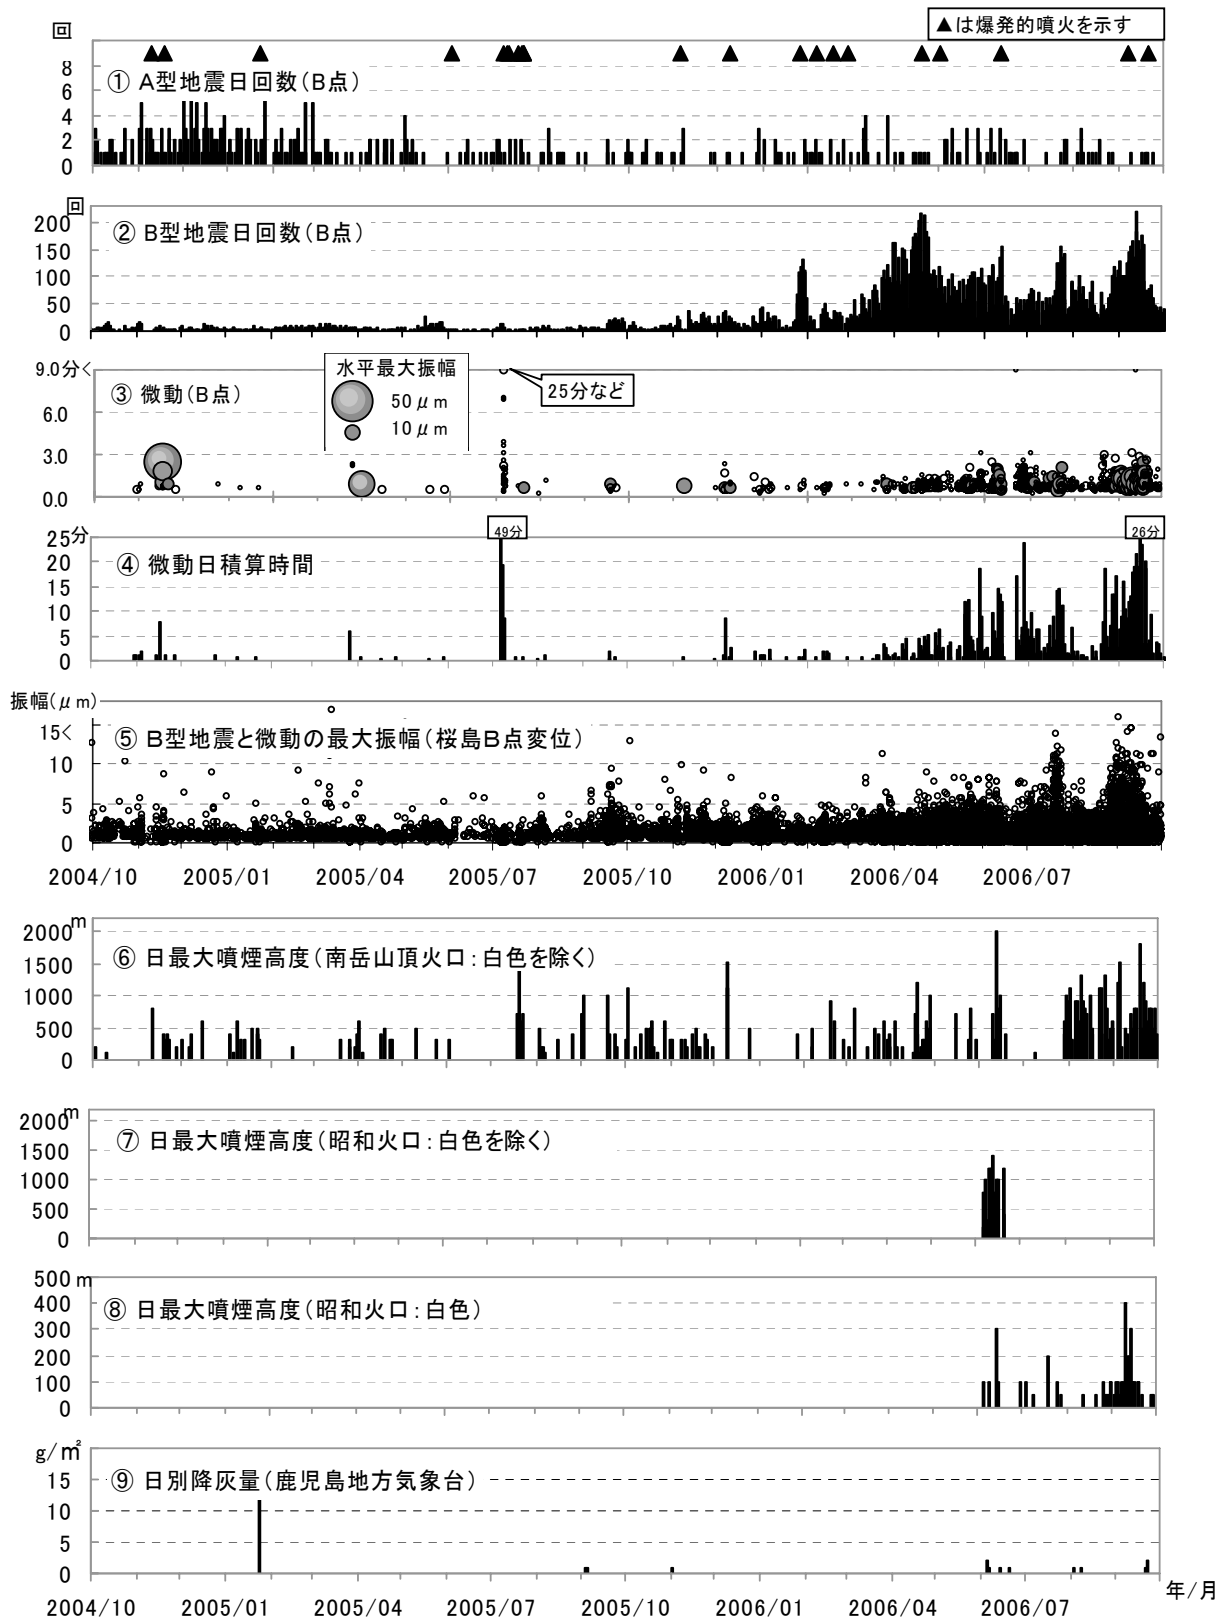 ▲は爆発的噴火を示す
回
① A型地震日回数(B点)
8
6
4
2
0
回
② B型地震日回数(B点)
200
150
100
50
0
9.0分<
③ 微動(B点)
水平最大振幅
50μm
10μm
25分など
6.0
3.0
0.0
25分
49分
26分
④ 微動日積算時間
20
15
10
5
0
振幅(μm)
15<
⑤ B型地震と微動の最大振幅(桜島B点変位)
10
5
0
2004/10 2005/01 2005/04 2005/07 2005/10 2006/01 2006/04 2006/07
m
2000
⑥ 日最大噴煙高度(南岳山頂火口:白色を除く)
1500
1000
500
0
m
2000
⑦ 日最大噴煙高度(昭和火口:白色を除く)
1500
1000
500
0
500 m
⑧ 日最大噴煙高度(昭和火口:白色)
400
300
200
100
0
g/㎡
⑨ 日別降灰量(鹿児島地方気象台)
15
10
5
0
年/月
2004/10 2005/01 2005/04 2005/07 2005/10 2006/01 2006/04 2006/07